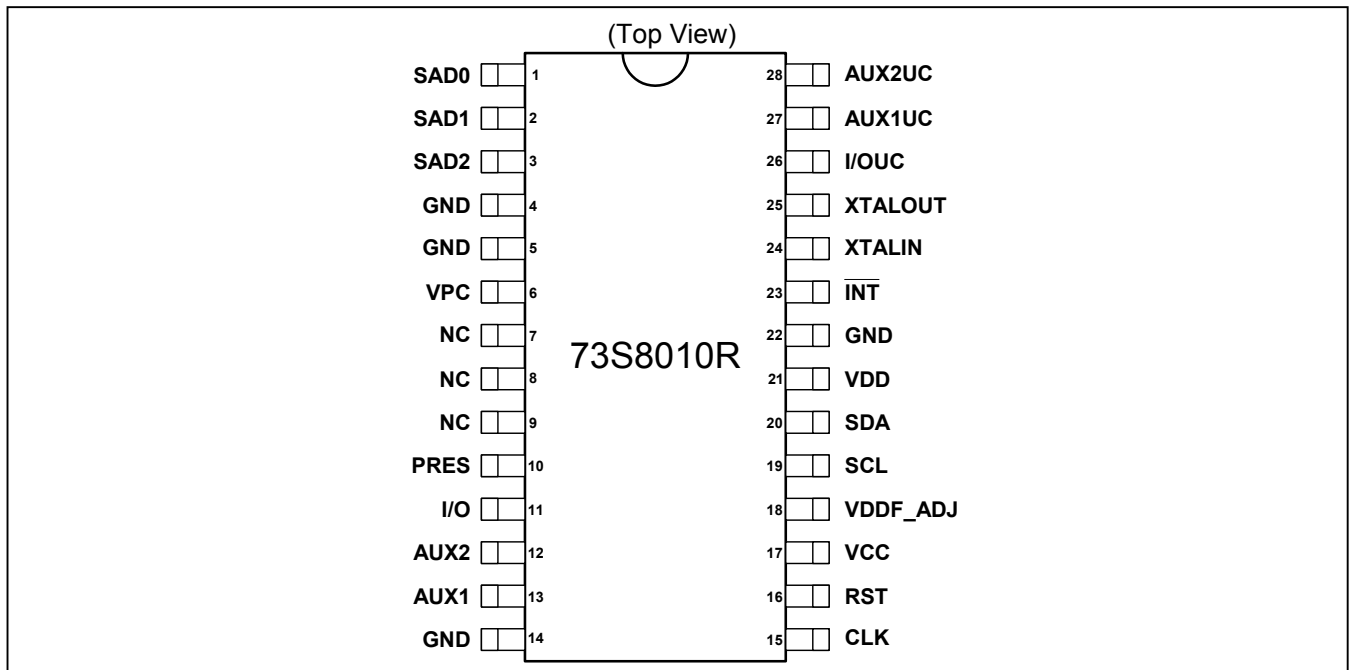 (Top View)
SAD0 1
SAD1 2
SAD2 3
GND 4
GND 5
VPC 6
NC 7
NC 8
NC 9
PRES 10
I/O 11
AUX2 12
AUX1 13
GND 14
73S8010R
28 AUX2UC
27 AUX1UC
26 I/OUC
25 XTALOUT
24 XTALIN
23 INT
22 GND
21 VDD
20 SDA
19 SCL
18 VDDF_ADJ
17 VCC
16 RST
15 CLK